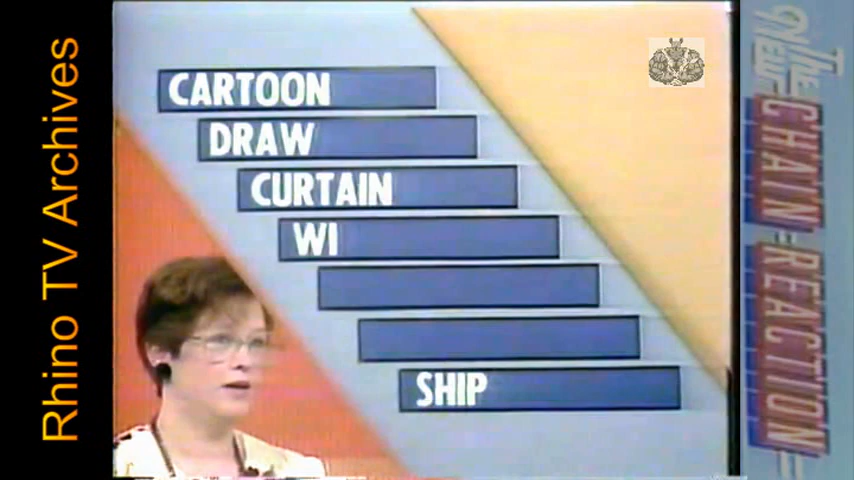 Rhino TV Archives
CARTOON
DRAW
CURTAIN
WI
SHIP
The
New
CHAIN
REACTION